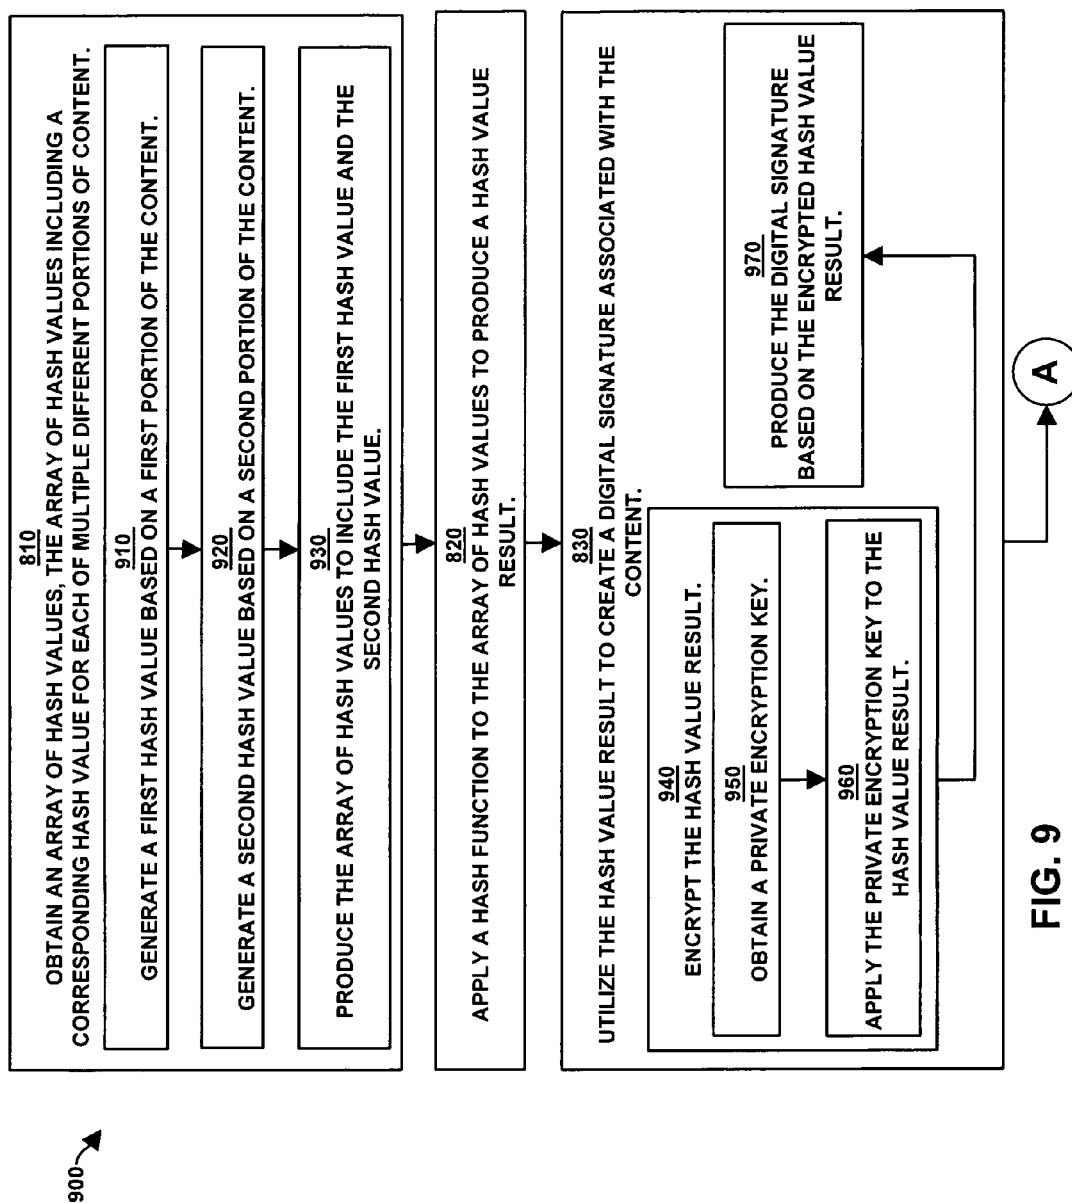 900
810
OBTAIN AN ARRAY OF HASH VALUES, THE ARRAY OF HASH VALUES INCLUDING A
CORRESPONDING HASH VALUE FOR EACH OF MULTIPLE DIFFERENT PORTIONS OF CONTENT.
910
GENERATE A FIRST HASH VALUE BASED ON A FIRST PORTION OF THE CONTENT.
920
GENERATE A SECOND HASH VALUE BASED ON A SECOND PORTION OF THE CONTENT.
930
PRODUCE THE ARRAY OF HASH VALUES TO INCLUDE THE FIRST HASH VALUE AND THE
SECOND HASH VALUE.
820
APPLY A HASH FUNCTION TO THE ARRAY OF HASH VALUES TO PRODUCE A HASH VALUE
RESULT.
830
UTILIZE THE HASH VALUE RESULT TO CREATE A DIGITAL SIGNATURE ASSOCIATED WITH THE
CONTENT.
940
ENCRYPT THE HASH VALUE RESULT.
950
OBTAIN A PRIVATE ENCRYPTION KEY.
960
APPLY THE PRIVATE ENCRYPTION KEY TO THE
HASH VALUE RESULT.
970
PRODUCE THE DIGITAL SIGNATURE
BASED ON THE ENCRYPTED HASH VALUE
RESULT.
A
FIG. 9